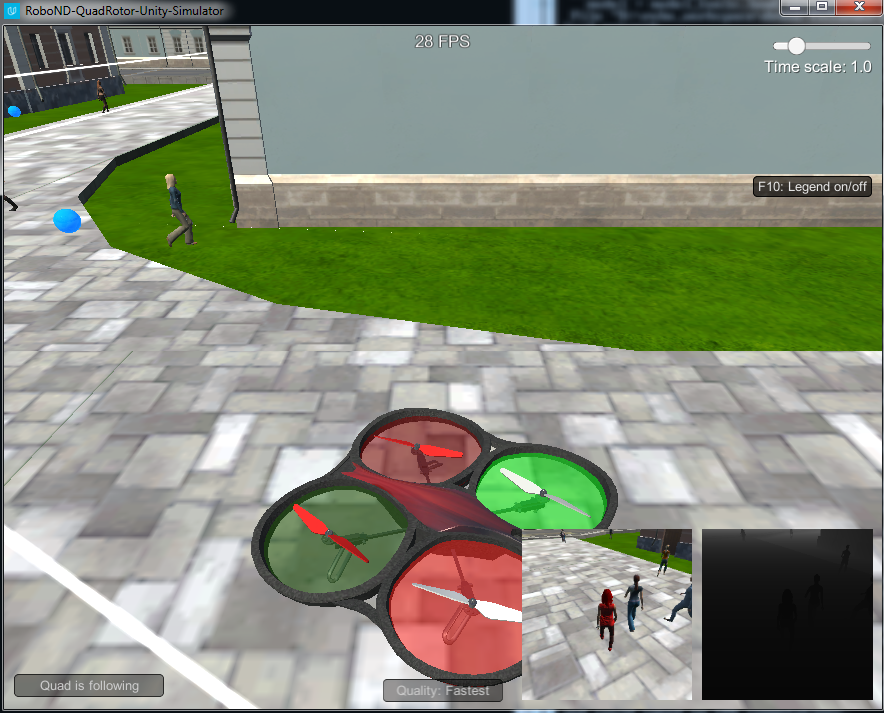 RoboND-QuadRotor-Unity-Simulator
28 FPS
Time scale: 1.0
F10: Legend on/off
Quad is following
Quality: Fastest